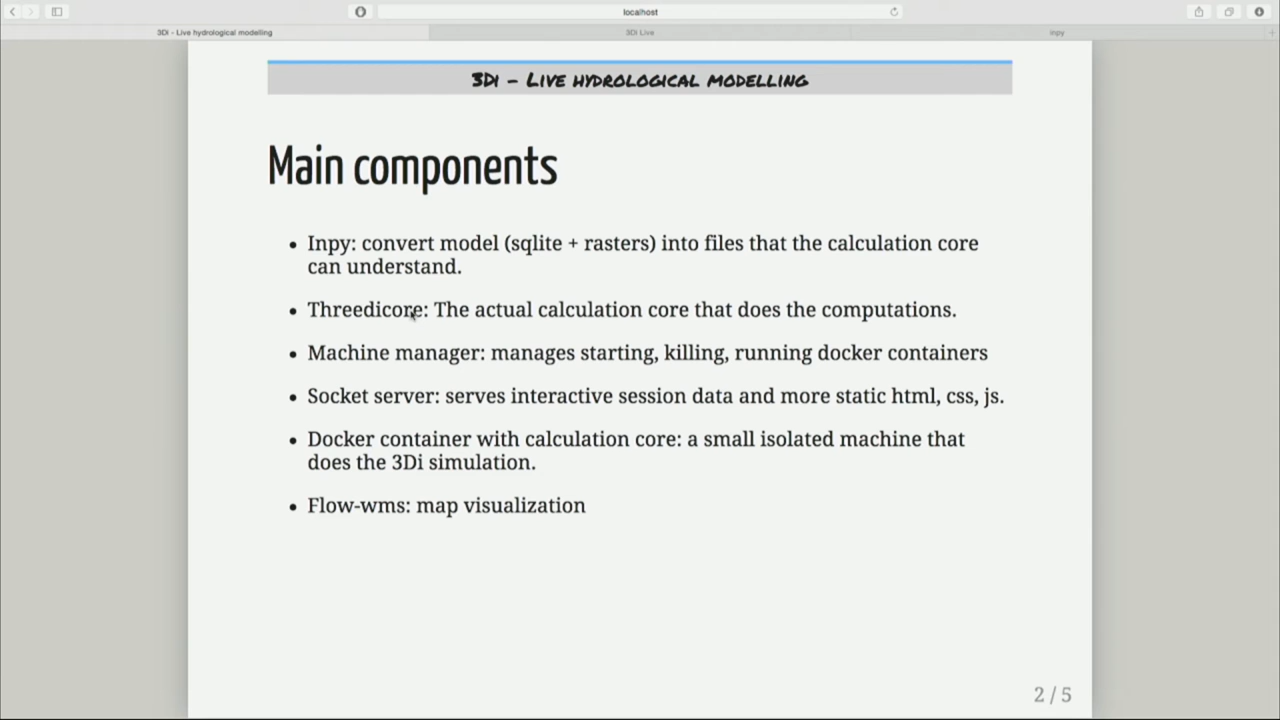 localhost
3Di - Live hydrological modelling
3Di Live
inpy
3Di - Live hydrological modelling
Main components
• Inpy: convert model (sqlite + rasters) into files that the calculation core
can understand.
• Threedicore: The actual calculation core that does the computations.
• Machine manager: manages starting, killing, running docker containers
• Socket server: serves interactive session data and more static html, css, js.
• Docker container with calculation core: a small isolated machine that
does the 3Di simulation.
• Flow-wms: map visualization
2 / 5